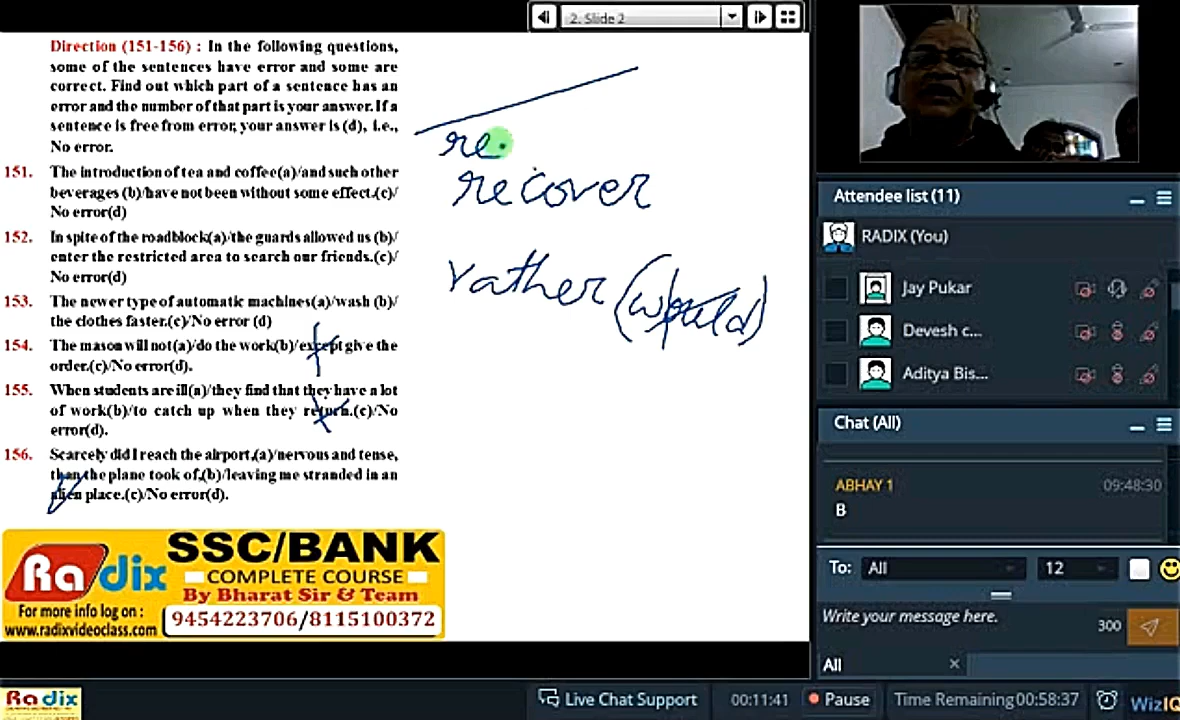 2. Slide 2
Direction (151-156) : In the following questions,
some of the sentences have error and some are
correct. Find out which part of a sentence has an
error and the number of that part is your answer. If a
sentence is free from error, your answer is (d), i.e.,
No error.
151. The introduction of tea and coffee(a)/and such other
beverages (b)/have not been without some effect.(c)/
No error(d)
152. In spite of the roadblock(a)/the guards allowed us (b)/
enter the restricted area to search our friends.(c)/
No error(d)
153. The newer type of automatic machines(a)/wash (b)/
the clothes faster.(c)/No error (d)
154. The mason will not(a)/do the work(b)/except give the
order.(c)/No error(d).
155. When students are ill(a)/they find that they have a lot
of work(b)/to catch up when they return.(c)/No
error(d).
156. Scarcely did I reach the airport,(a)/nervous and tense,
than the plane took of,(b)/leaving me stranded in an
alien place.(c)/No error(d).
re
recover
rather (would)
Radix
SSC/BANK
COMPLETE COURSE
By Bharat Sir & Team
For more info log on :
www.radixvideoclass.com
9454223706/8115100372
Attendee list (11)
RADIX (You)
Jay Pukar
Devesh c...
Aditya Bis...
Chat (All)
ABHAY 1 09:48:30
B
To: All 12
Write your message here. 300
All
Radix
Live Chat Support 00:11:41 Pause Time Remaining 00:58:37 WizIQ